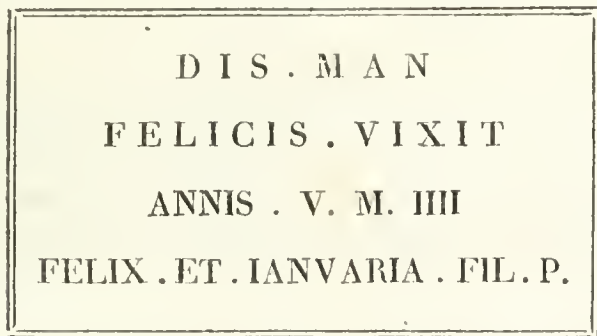 DIS . MAN
FELICIS . VIXIT
ANNIS . V. M. IIII
FELIX . ET . IANVARIA . FIL . P.